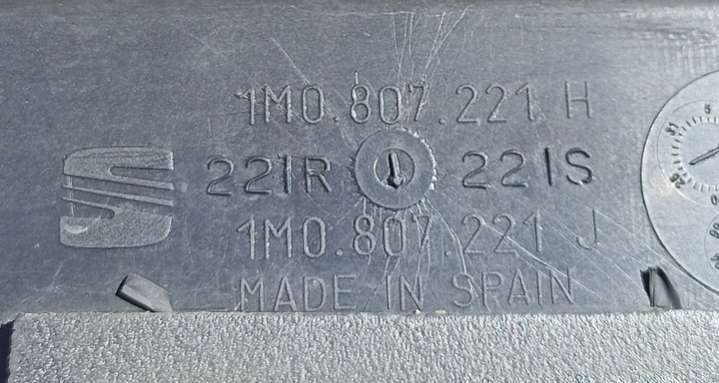 1M0.807.221 H
221R 221S
1M0.807.221 J
MADE IN SPAIN